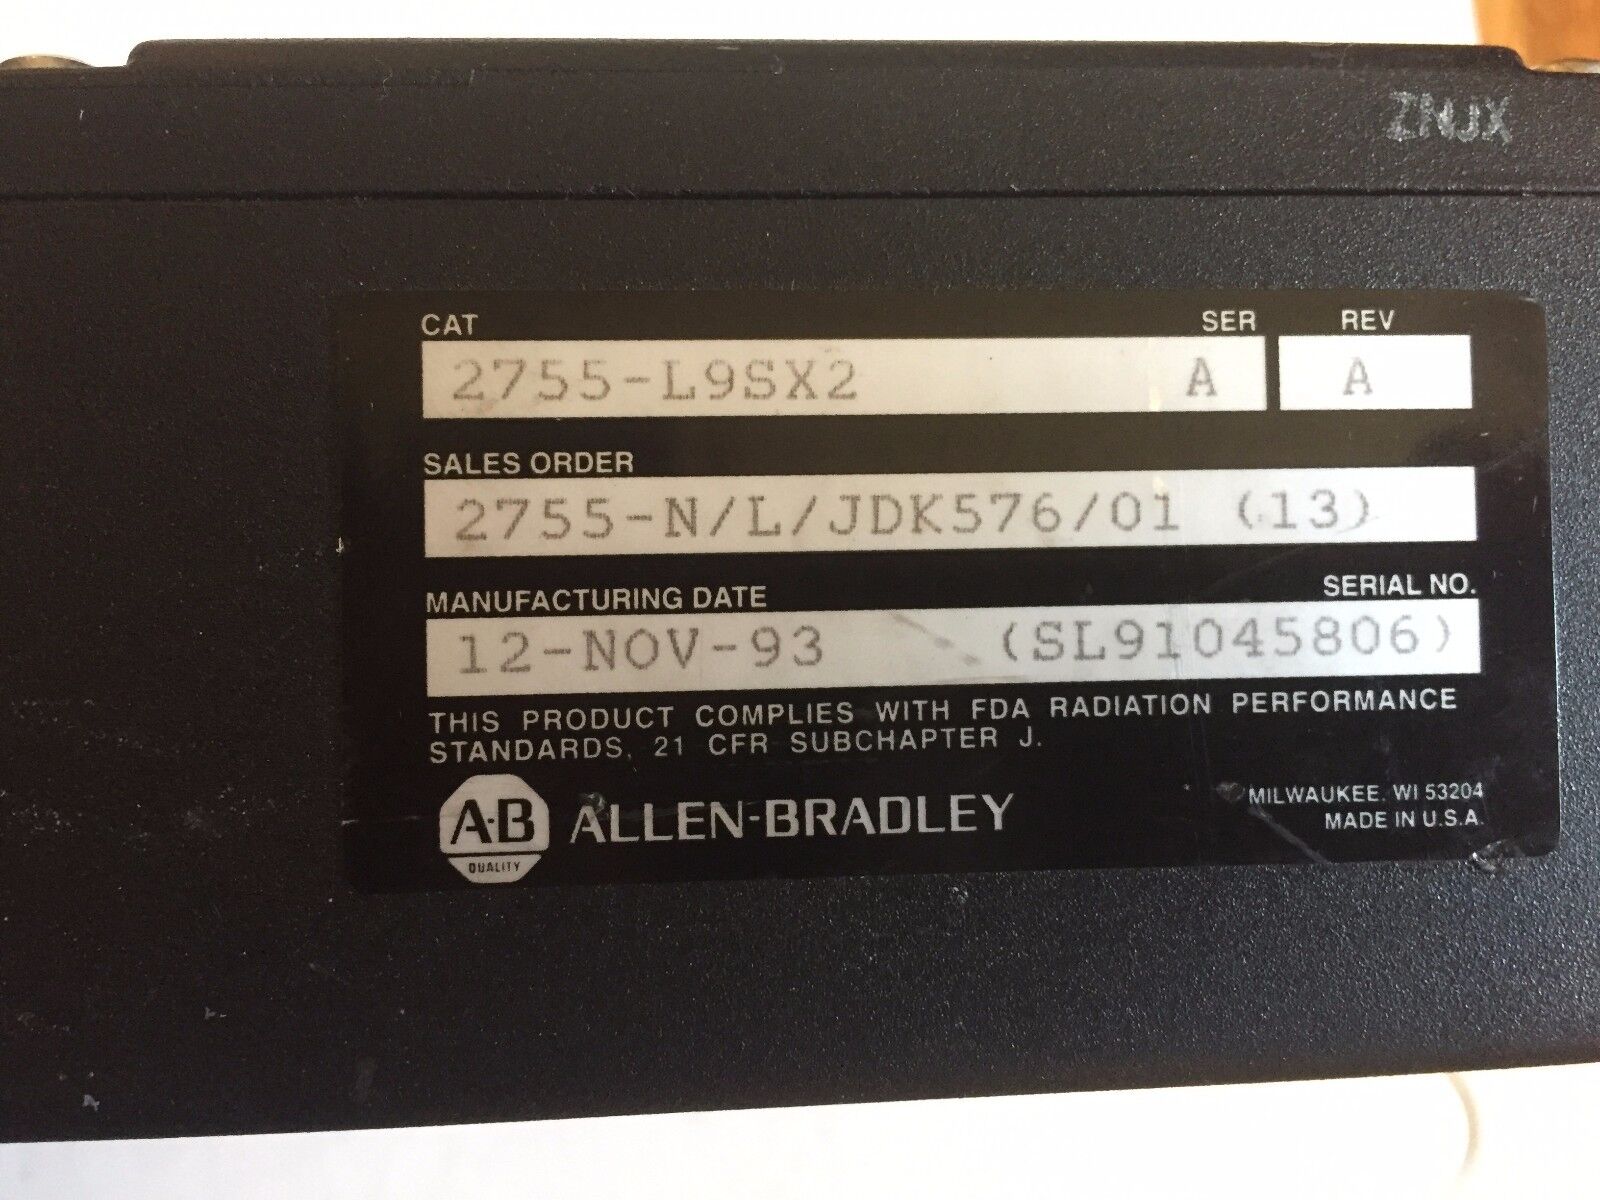 ZNJX
CAT SER REV
2755-L9SX2 A A
SALES ORDER
2755-N/L/JDK576/01 (13)
MANUFACTURING DATE SERIAL NO.
12-NOV-93 (SL91045806)
THIS PRODUCT COMPLIES WITH FDA RADIATION PERFORMANCE
STANDARDS, 21 CFR SUBCHAPTER J.
A·B
QUALITY
ALLEN-BRADLEY
MILWAUKEE, WI 53204
MADE IN U.S.A.